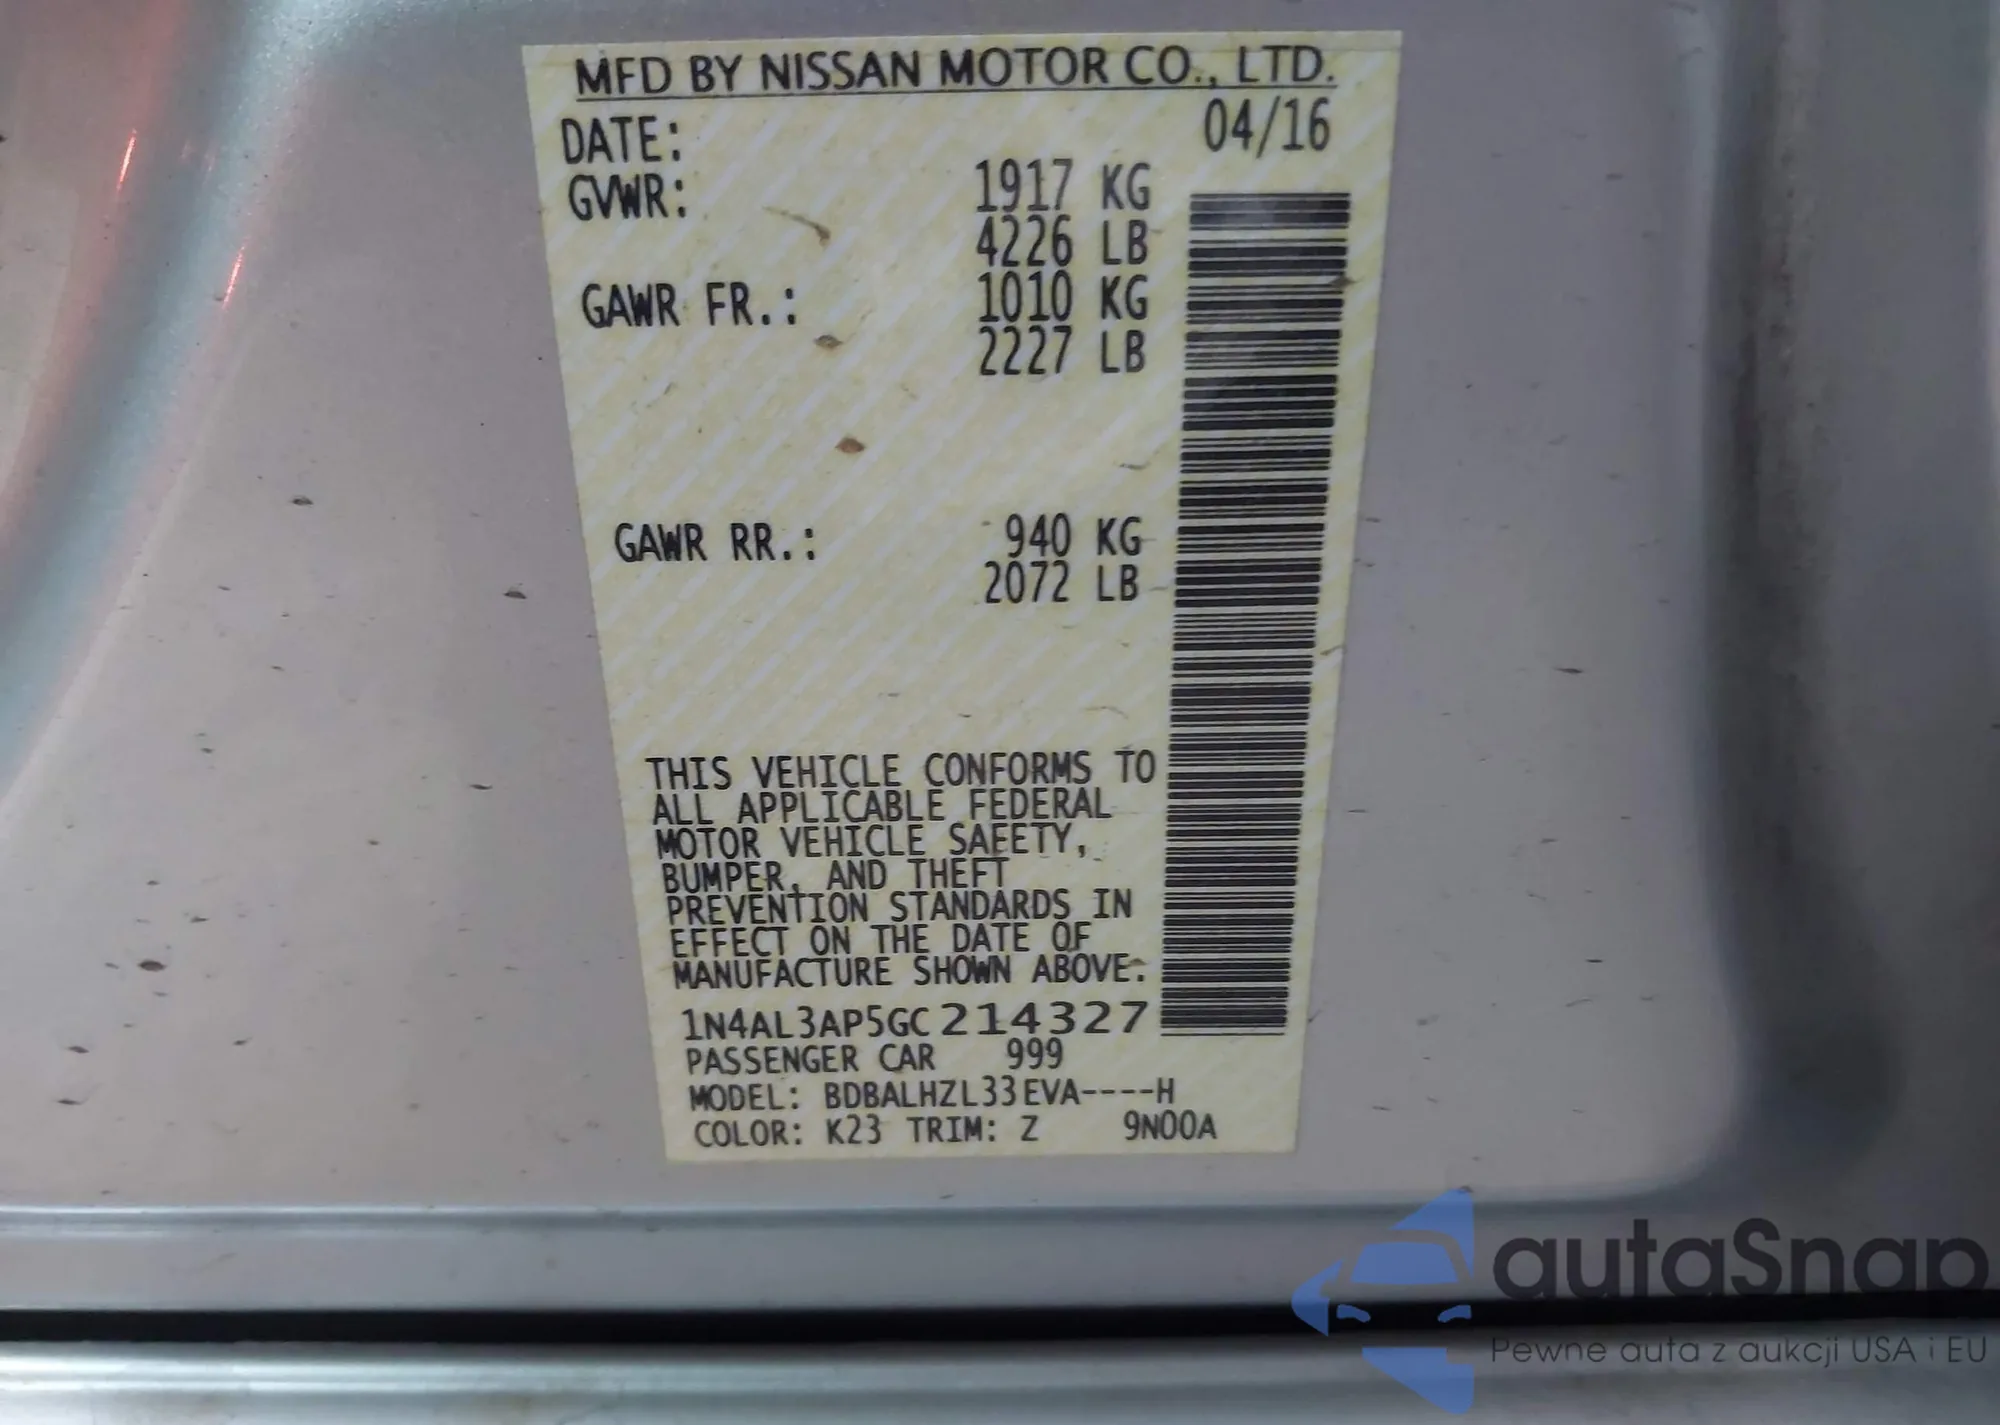 MFD BY NISSAN MOTOR CO., LTD.
DATE: 04/16
GVWR: 1917 KG
4226 LB
GAWR FR.: 1010 KG
2227 LB
GAWR RR.: 940 KG
2072 LB
THIS VEHICLE CONFORMS TO
ALL APPLICABLE FEDERAL
MOTOR VEHICLE SAFETY,
BUMPER, AND THEFT
PREVENTION STANDARDS IN
EFFECT ON THE DATE OF
MANUFACTURE SHOWN ABOVE.
1N4AL3AP5GC214327
PASSENGER CAR 999
MODEL: BDBALHZL33EVA----H
COLOR: K23 TRIM: Z 9N00A
autaSnap
Pewne auta z aukcji USA i EU